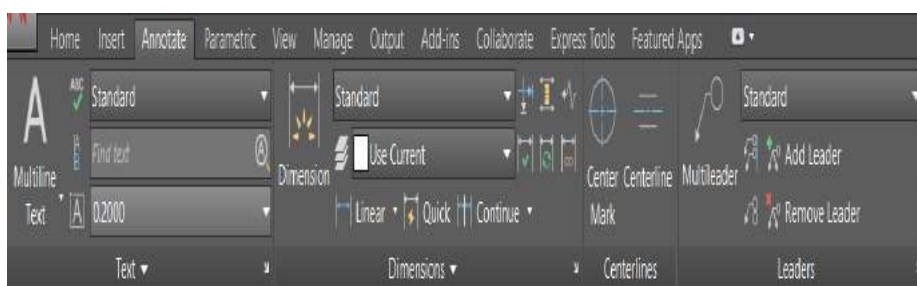 Home Insert Annotate Parametric View Manage Output Add-ins Collaborate Express Tools Featured Apps
ABC
Standard
Find text
A
Multiline
Text
A
0.2000
Text
Dimension
Standard
Use Current
Linear Quick Continue
Dimensions
Center
Mark
Centerline
Centerlines
Multileader
Standard
Add Leader
Remove Leader
Leaders